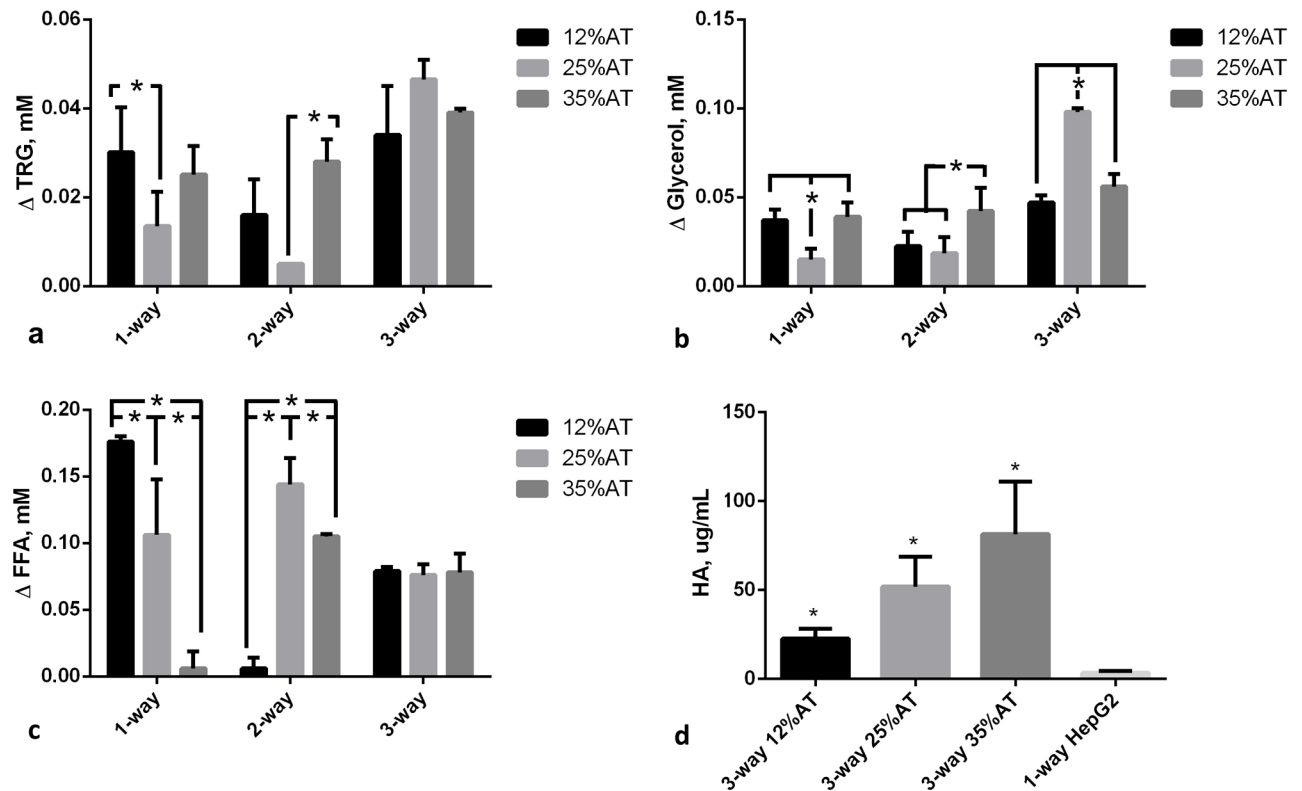 0.06
0.04
0.02
0.00
Δ TRG, mM
*
*
12%AT
25%AT
35%AT
1-way
2-way
3-way
a
0.15
0.10
0.05
0.00
Δ Glycerol, mM
*
*
*
12%AT
25%AT
35%AT
1-way
2-way
3-way
b
0.20
0.15
0.10
0.05
0.00
Δ FFA, mM
*
* *
*
* *
12%AT
25%AT
35%AT
1-way
2-way
3-way
c
150
100
50
0
HA, ug/mL
*
*
*
3-way 12%AT
3-way 25%AT
3-way 35%AT
1-way HepG2
d